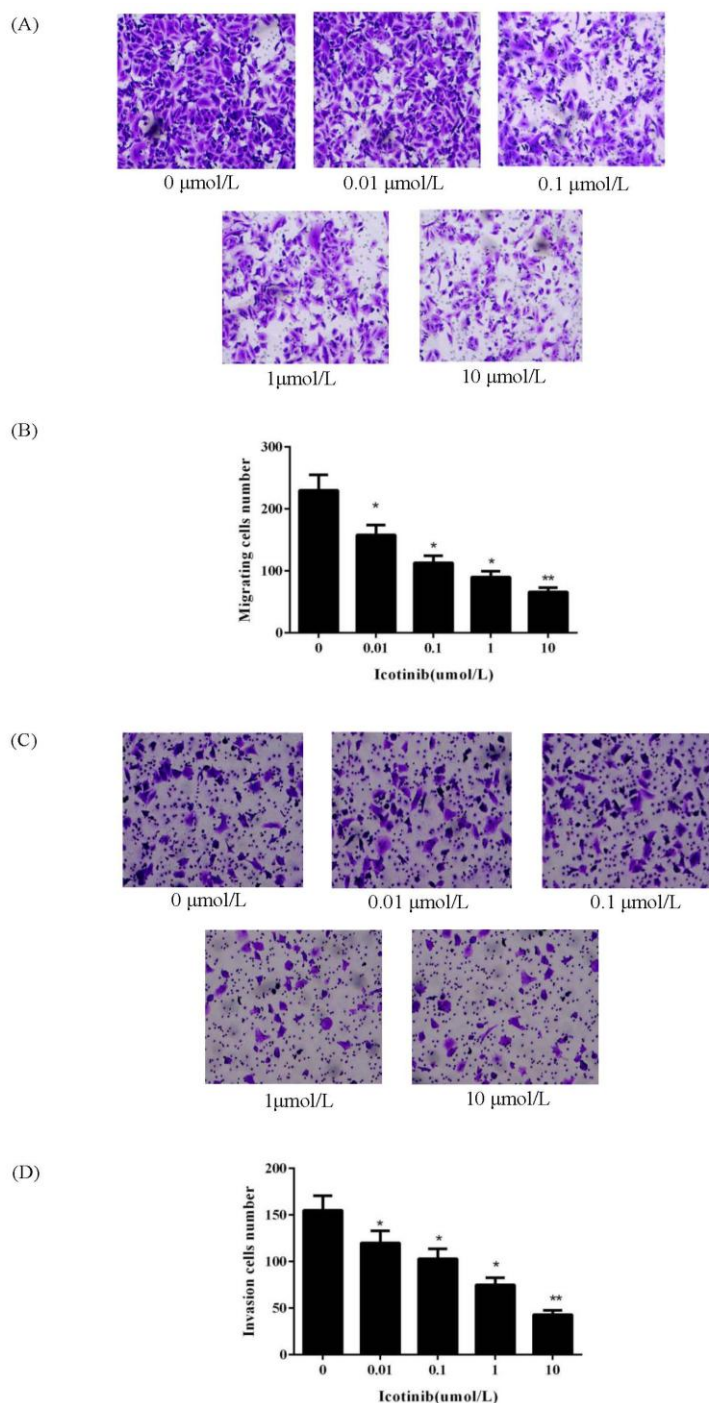 (A)
0 μmol/L 0.01 μmol/L 0.1 μmol/L
1μmol/L 10 μmol/L
(B)
Migrating cells number
300
200
100
0
* * * **
0 0.01 0.1 1 10
Icotinib(umol/L)
(C)
0 μmol/L 0.01 μmol/L 0.1 μmol/L
1μmol/L 10 μmol/L
(D)
Invasion cells number
200
150
100
50
0
* * * **
0 0.01 0.1 1 10
Icotinib(umol/L)